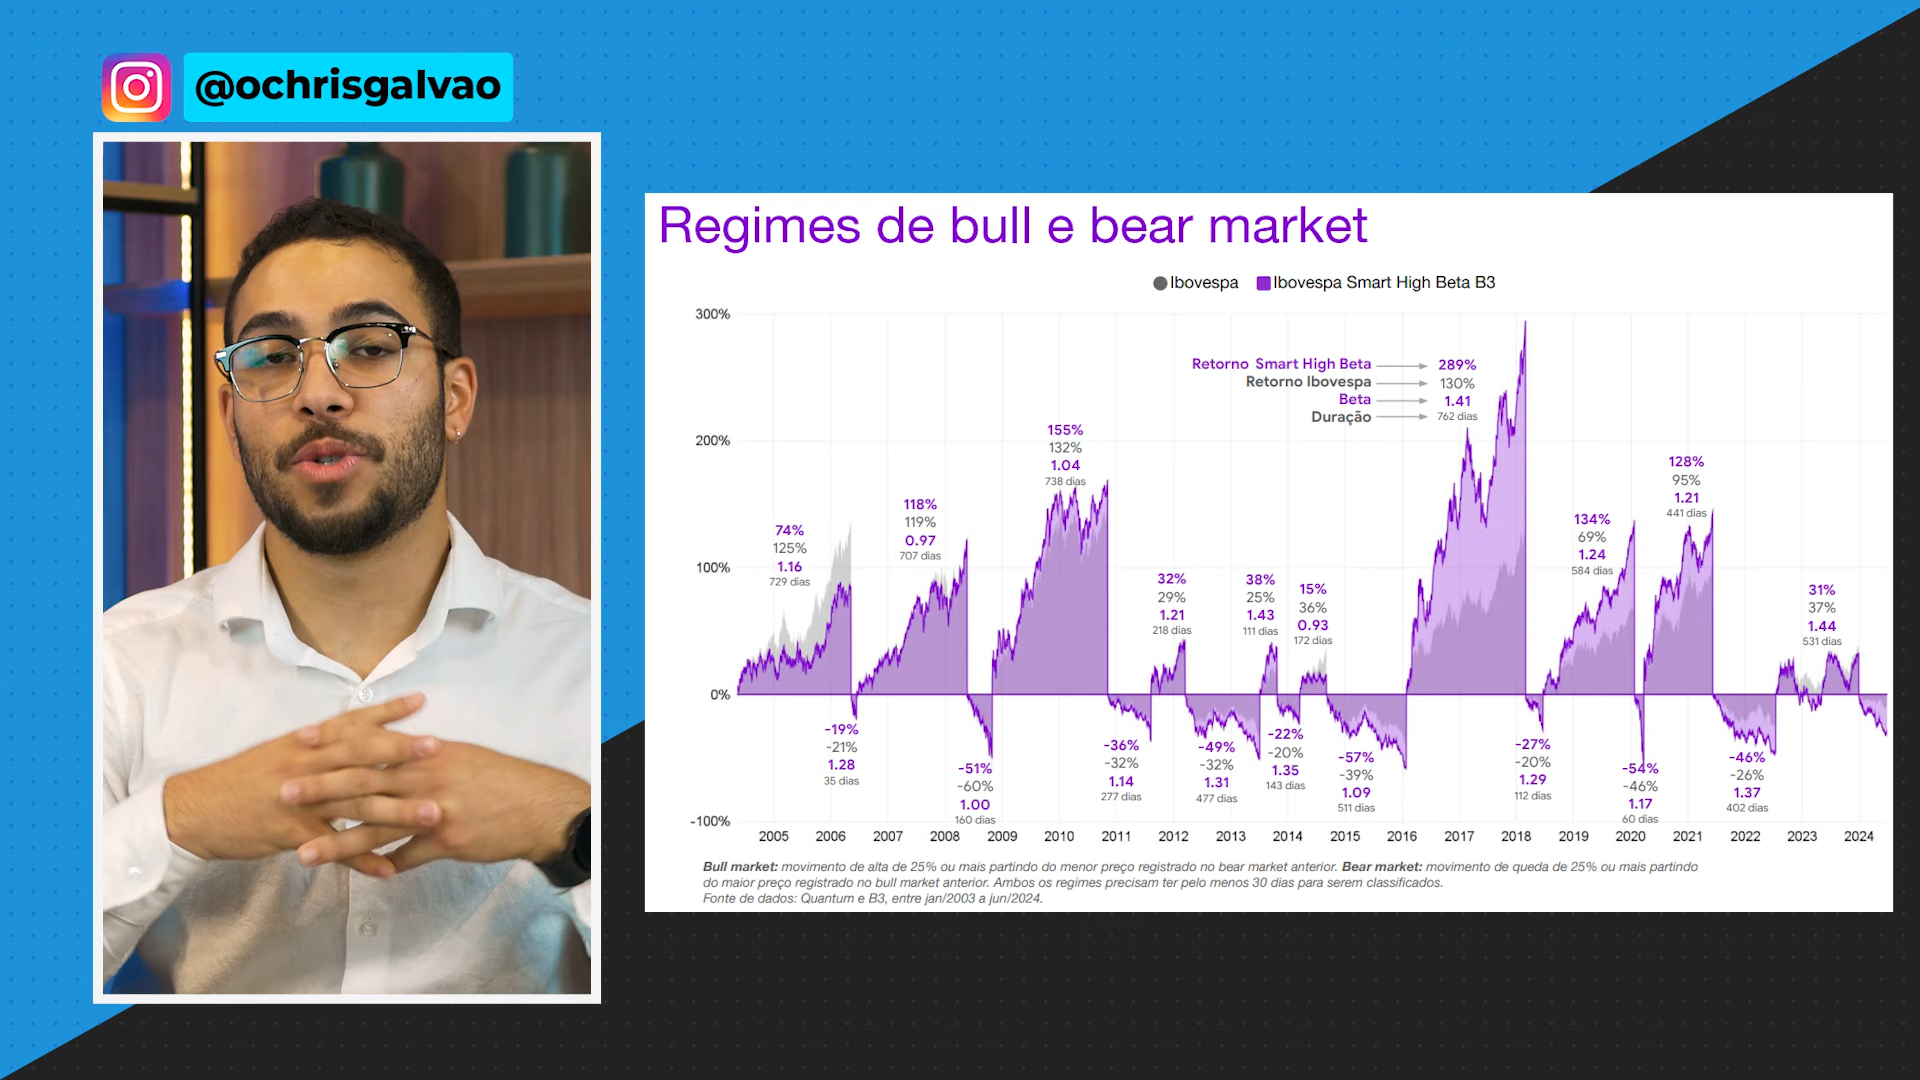 @ochrisgalvao
Regimes de bull e bear market
Ibovespa
Ibovespa Smart High Beta B3
300%
200%
100%
0%
-100%
Retorno Smart High Beta
Retorno Ibovespa
Beta
Duração
289%
130%
1.41
762 dias
74%
125%
1.16
729 dias
118%
119%
0.97
707 dias
155%
132%
1.04
738 dias
32%
29%
1.21
218 dias
38%
25%
1.43
111 dias
15%
36%
0.93
172 dias
134%
69%
1.24
584 dias
128%
95%
1.21
441 dias
31%
37%
1.44
531 dias
-19%
-21%
1.28
35 dias
-51%
-60%
1.00
160 dias
-36%
-32%
1.14
277 dias
-49%
-32%
1.31
477 dias
-22%
-20%
1.35
143 dias
-57%
-39%
1.09
511 dias
-27%
-20%
1.29
112 dias
-54%
-46%
1.17
60 dias
-46%
-26%
1.37
402 dias
2005 2006 2007 2008 2009 2010 2011 2012 2013 2014 2015 2016 2017 2018 2019 2020 2021 2022 2023 2024
Bull market: movimento de alta de 25% ou mais partindo do menor preço registrado no bear market anterior. Bear market: movimento de queda de 25% ou mais partindo
do maior preço registrado no bull market anterior. Ambos os regimes precisam ter pelo menos 30 dias para serem classificados.
Fonte de dados: Quantum e B3, entre jan/2003 a jun/2024.